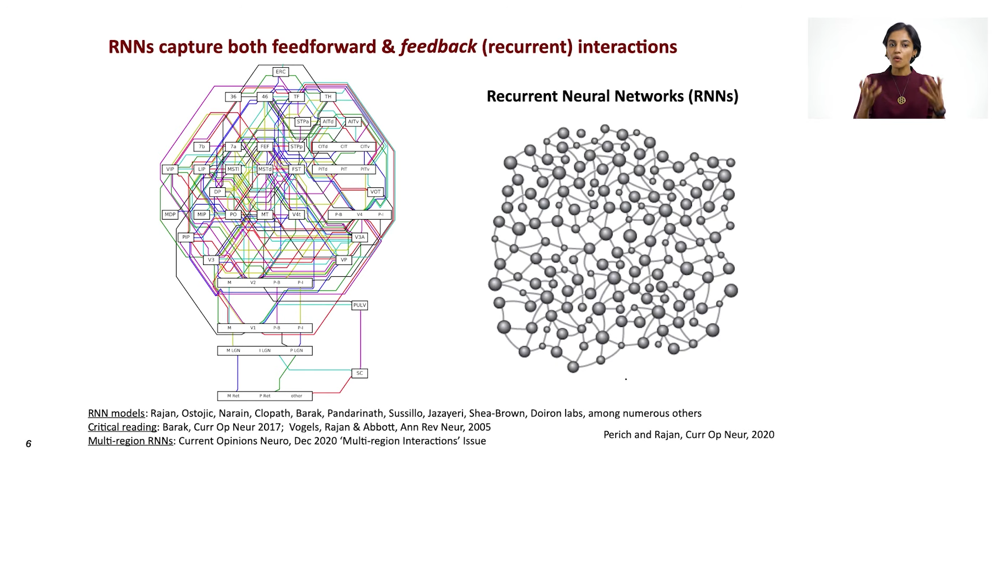 RNNs capture both feedforward & feedback (recurrent) interactions
Recurrent Neural Networks (RNNs)
ERC
36 46 TF TH
STPa AITd AITv
7b 7a FEF STPp CITd CIT CITv
VIP LIP MSTl MSTd FST PITd PIT PITv
DP VOT
MDP MIP PO MT V4t P-B V4 P-I
PIP V3A
V3 VP
M V2 P-B P-I
PULV
M V1 P-B P-I
M LGN I LGN P LGN
SC
M Ret P Ret other
RNN models: Rajan, Ostojic, Narain, Clopath, Barak, Pandarinath, Sussillo, Jazayeri, Shea-Brown, Doiron labs, among numerous others
Critical reading: Barak, Curr Op Neur 2017; Vogels, Rajan & Abbott, Ann Rev Neur, 2005
Perich and Rajan, Curr Op Neur, 2020
Multi-region RNNs: Current Opinions Neuro, Dec 2020 ‘Multi-region Interactions’ Issue
6